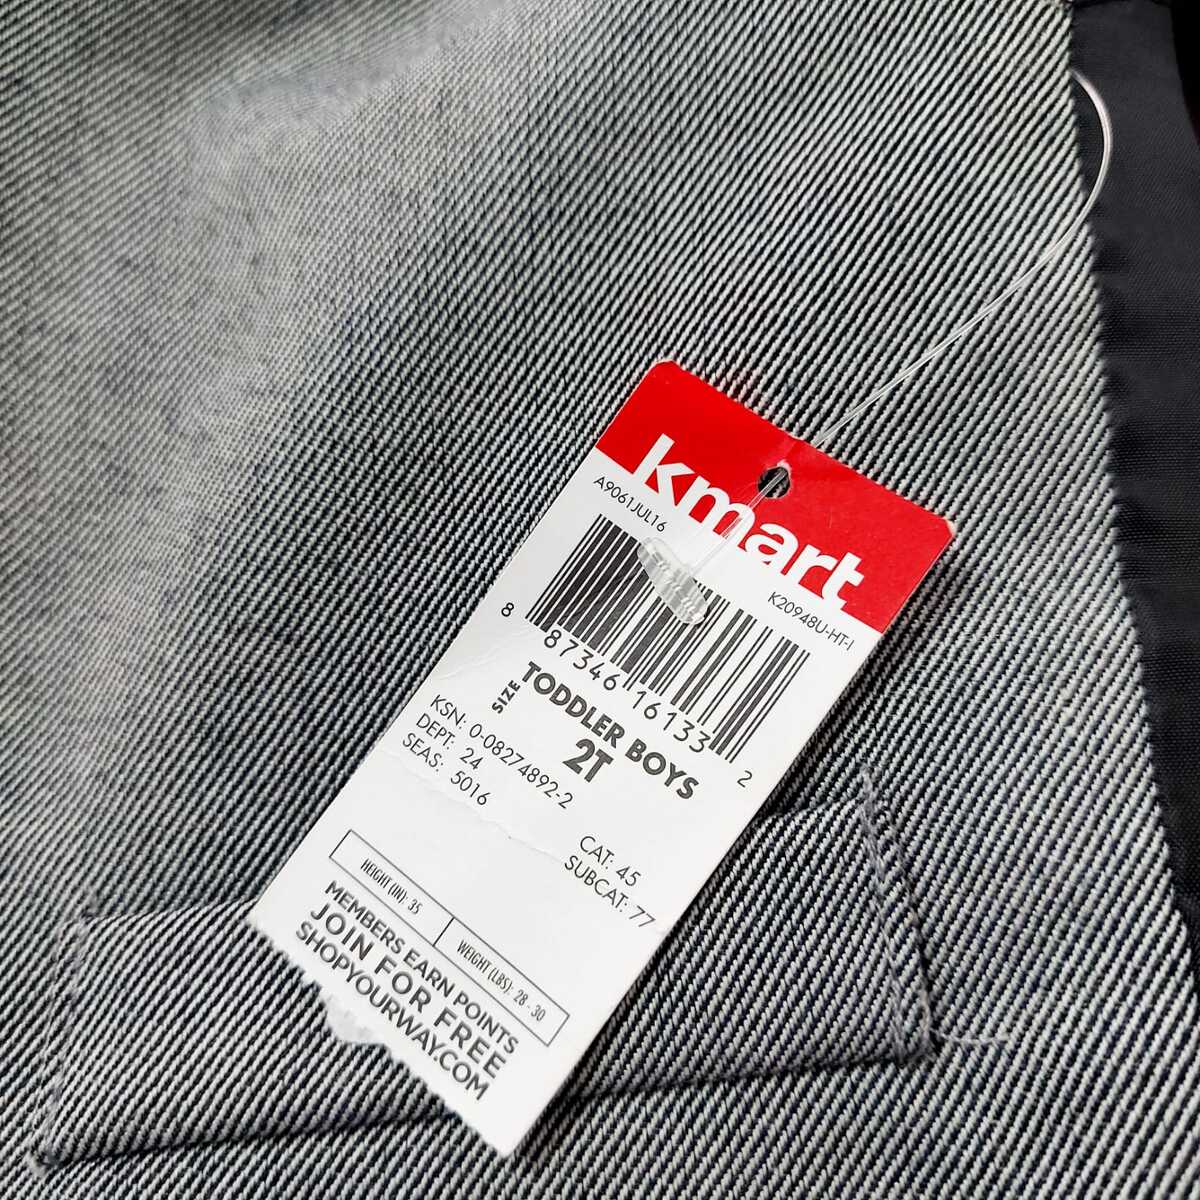 kmart
A9061JUL16
K20948U-HT-I
8 87346 16133 2
SIZE
TODDLER BOYS
2T
KSN: 0-08274892-2
DEPT: 24
SEAS: 5016
CAT: 45
SUBCAT: 77
HEIGHT (IN): 35
WEIGHT (LBS): 28 - 30
MEMBERS EARN POINTS
JOIN FOR FREE
SHOPYOURWAY.COM